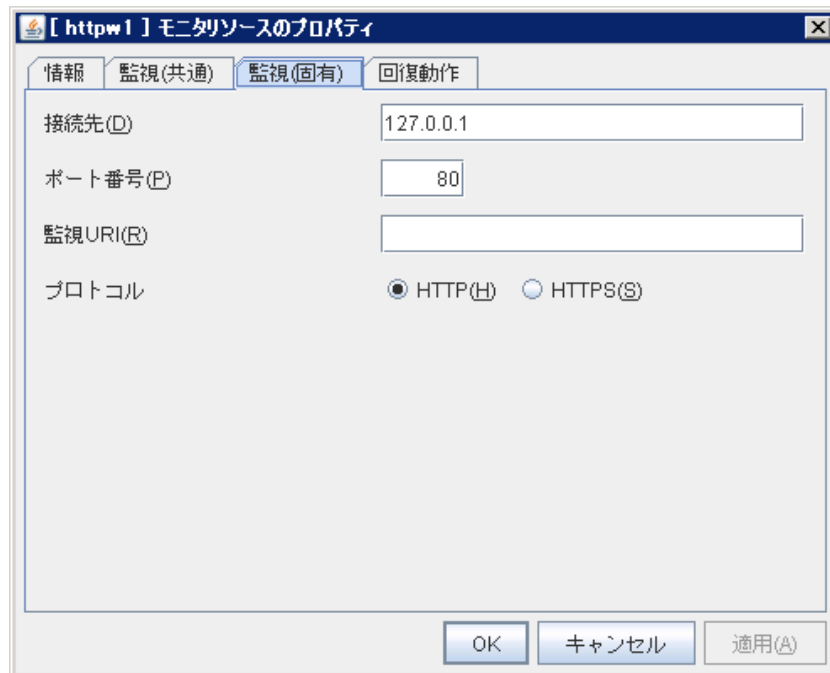 [ httpw1 ] モニタリソースのプロパティ
情報 監視(共通) 監視(固有) 回復動作
接続先(D) 127.0.0.1
ポート番号(P) 80
監視URI(R)
プロトコル HTTP(H) HTTPS(S)
OK キャンセル 適用(A)